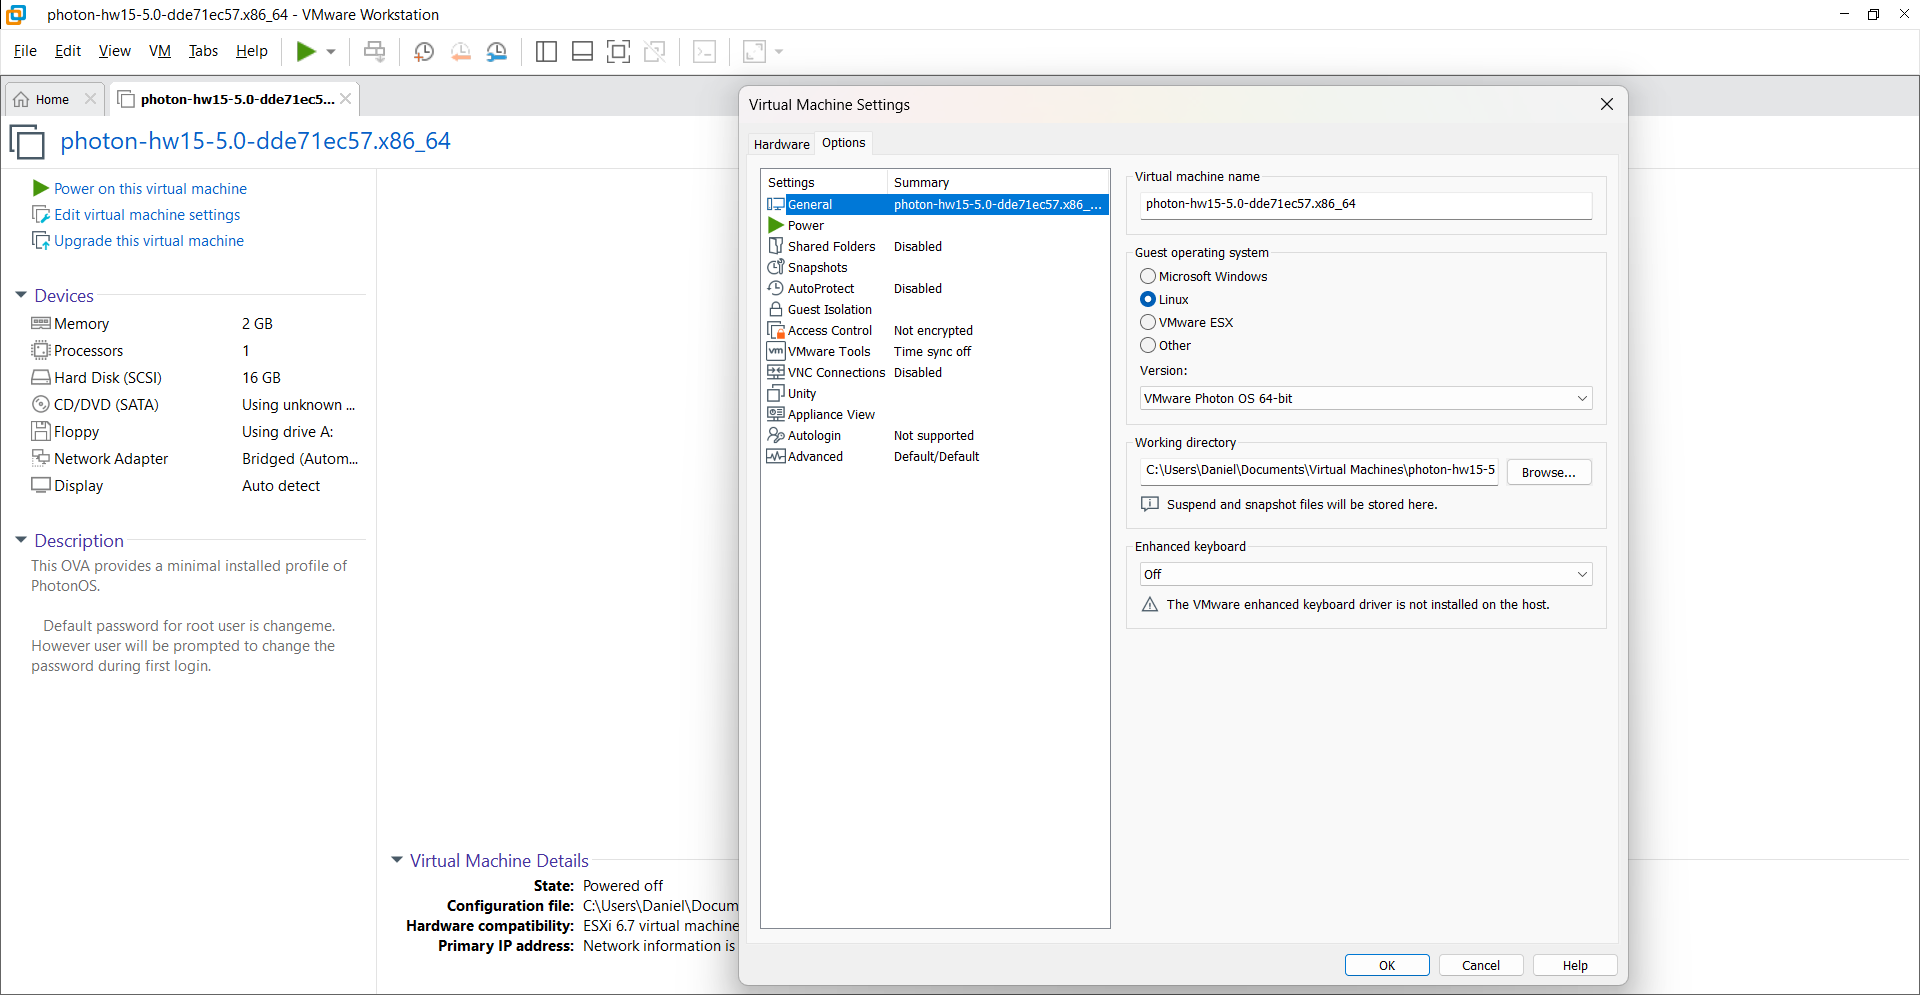 photon-hw15-5.0-dde71ec57.x86_64 - VMware Workstation
File Edit View VM Tabs Help
Home
photon-hw15-5.0-dde71ec5...
photon-hw15-5.0-dde71ec57.x86_64
Power on this virtual machine
Edit virtual machine settings
Upgrade this virtual machine
Devices
Memory 2 GB
Processors 1
Hard Disk (SCSI) 16 GB
CD/DVD (SATA) Using unknown ...
Floppy Using drive A:
Network Adapter Bridged (Autom...
Display Auto detect
Description
This OVA provides a minimal installed profile of
PhotonOS.
Default password for root user is changeme.
However user will be prompted to change the
password during first login.
Virtual Machine Details
State: Powered off
Configuration file: C:\Users\Daniel\Docum
Hardware compatibility: ESXi 6.7 virtual machine
Primary IP address: Network information is
Virtual Machine Settings
Hardware Options
Settings Summary
General photon-hw15-5.0-dde71ec57.x86_...
Power
Shared Folders Disabled
Snapshots
AutoProtect Disabled
Guest Isolation
Access Control Not encrypted
vm VMware Tools Time sync off
VNC Connections Disabled
Unity
Appliance View
Autologin Not supported
Advanced Default/Default
Virtual machine name
photon-hw15-5.0-dde71ec57.x86_64
Guest operating system
Microsoft Windows
Linux
VMware ESX
Other
Version:
VMware Photon OS 64-bit
Working directory
C:\Users\Daniel\Documents\Virtual Machines\photon-hw15-5
Browse...
Suspend and snapshot files will be stored here.
Enhanced keyboard
Off
The VMware enhanced keyboard driver is not installed on the host.
OK Cancel Help